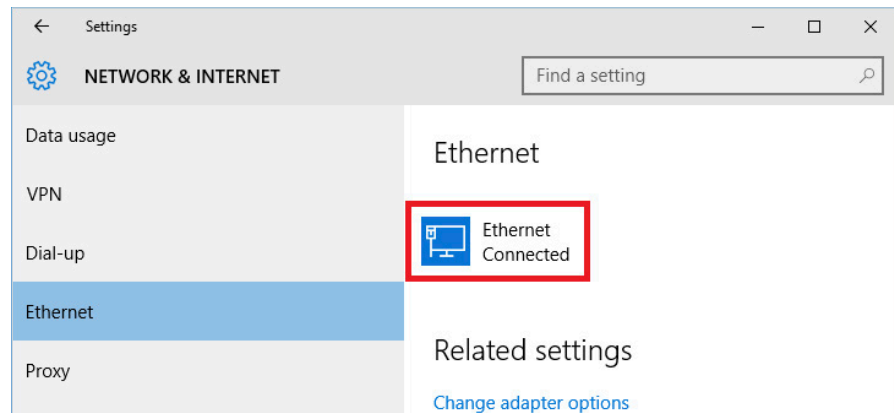 Settings
NETWORK & INTERNET
Find a setting
Data usage
VPN
Dial-up
Ethernet
Proxy
Ethernet
Ethernet
Connected
Related settings
Change adapter options